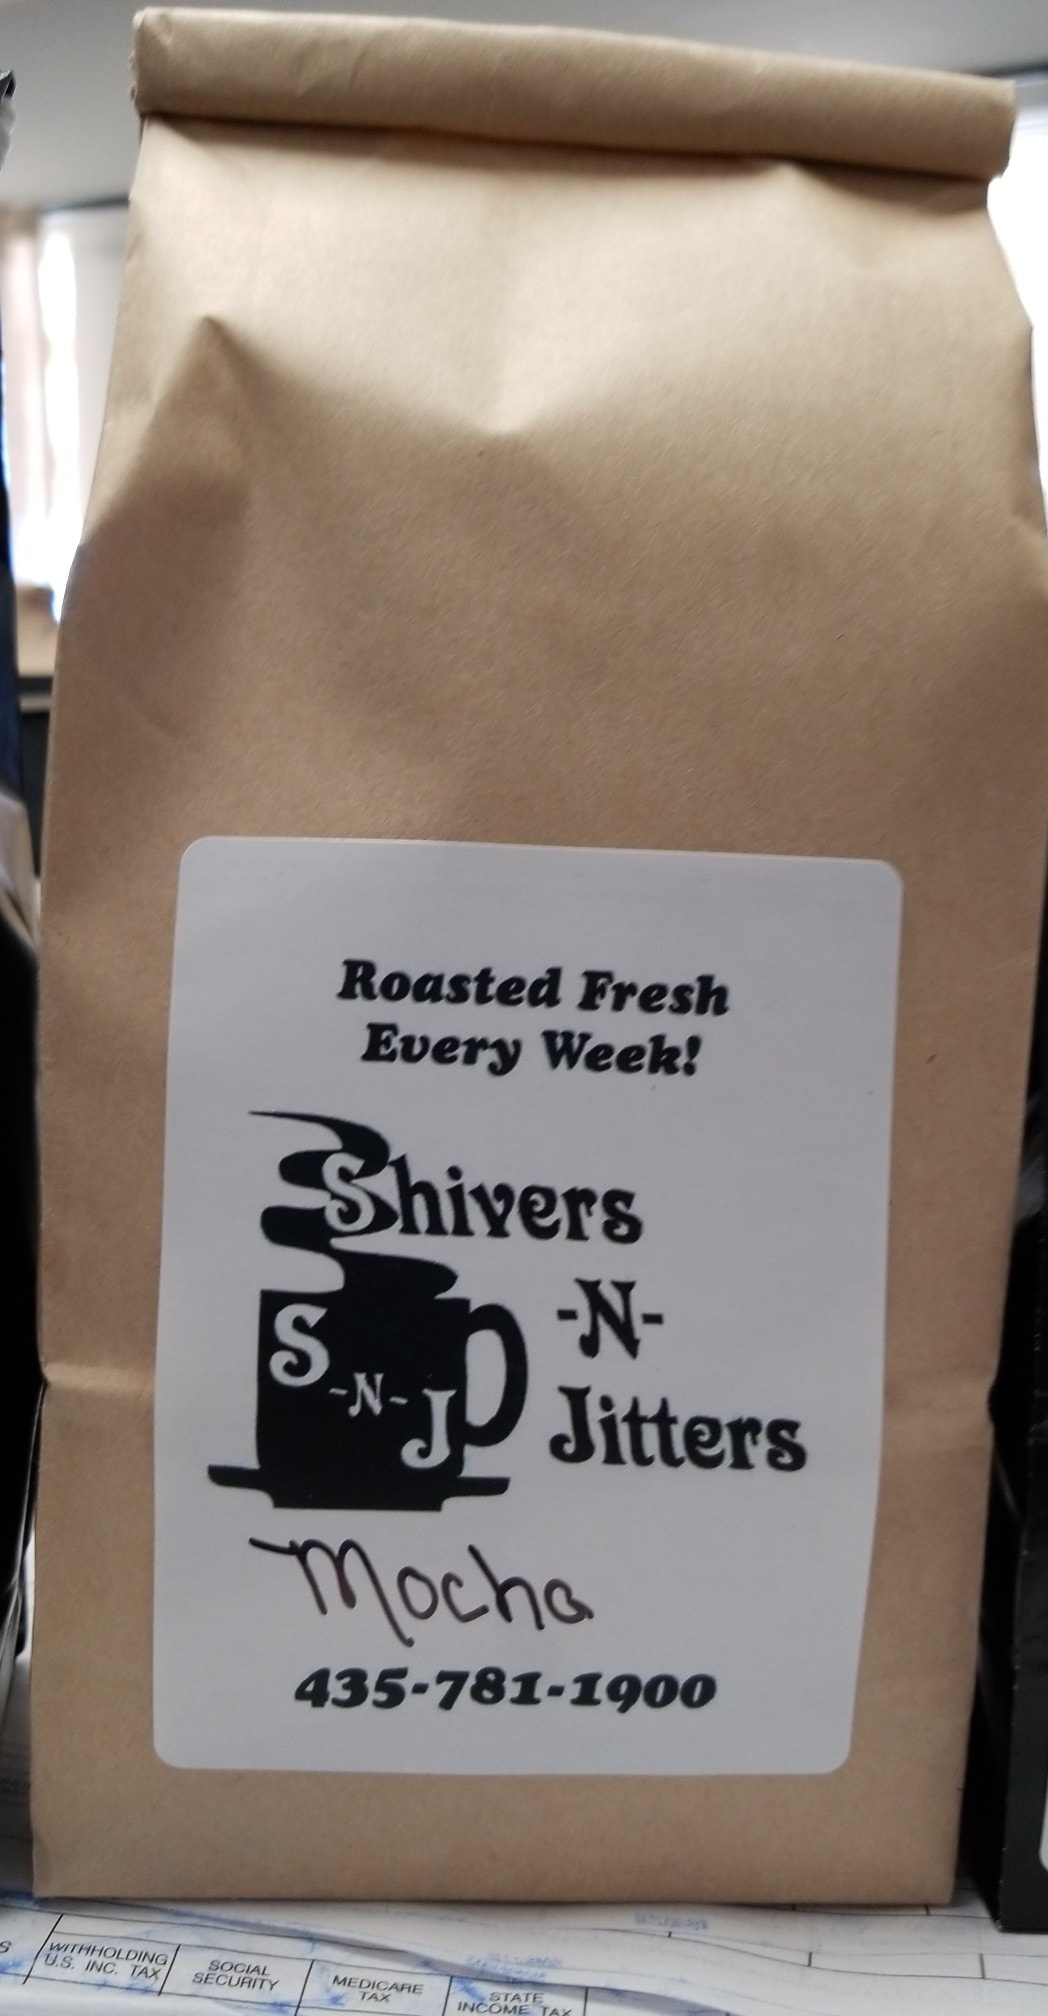 Roasted Fresh
Every Week!
Shivers
-N-
Jitters
S
-N-
J
Mocha
435-781-1900
WITHHOLDING
U.S. INC. TAX
SOCIAL
SECURITY
MEDICARE
TAX
STATE
INCOME TAX